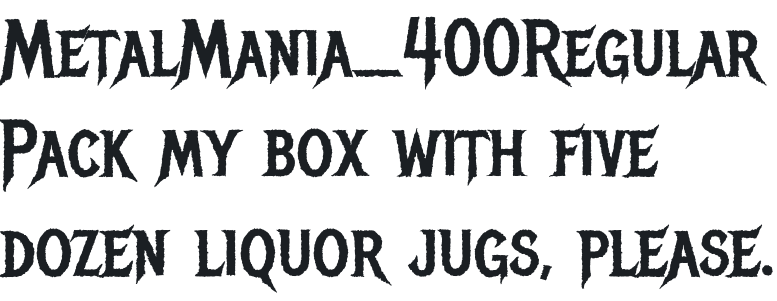 MetalMania_400Regular
Pack my box with five
dozen liquor jugs, please.